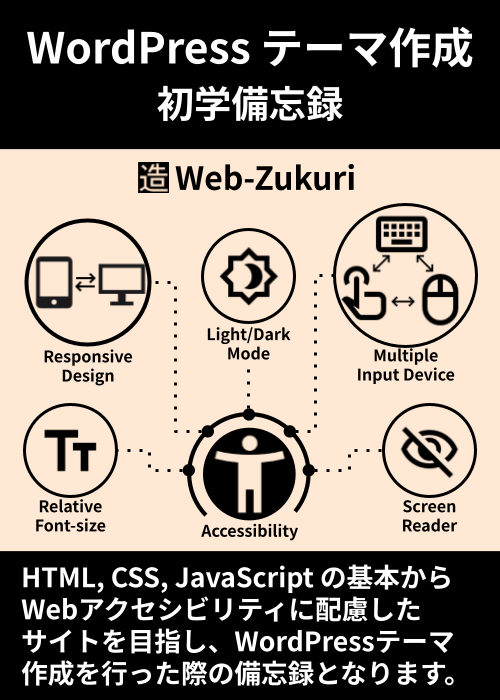 WordPress テーマ作成
初学備忘録
造 Web-Zukuri
Responsive
Design
Light/Dark
Mode
Multiple
Input Device
Relative
Font-size
Accessibility
Screen
Reader
HTML, CSS, JavaScript の基本から
Webアクセシビリティに配慮した
サイトを目指し、WordPressテーマ
作成を行った際の備忘録となります。